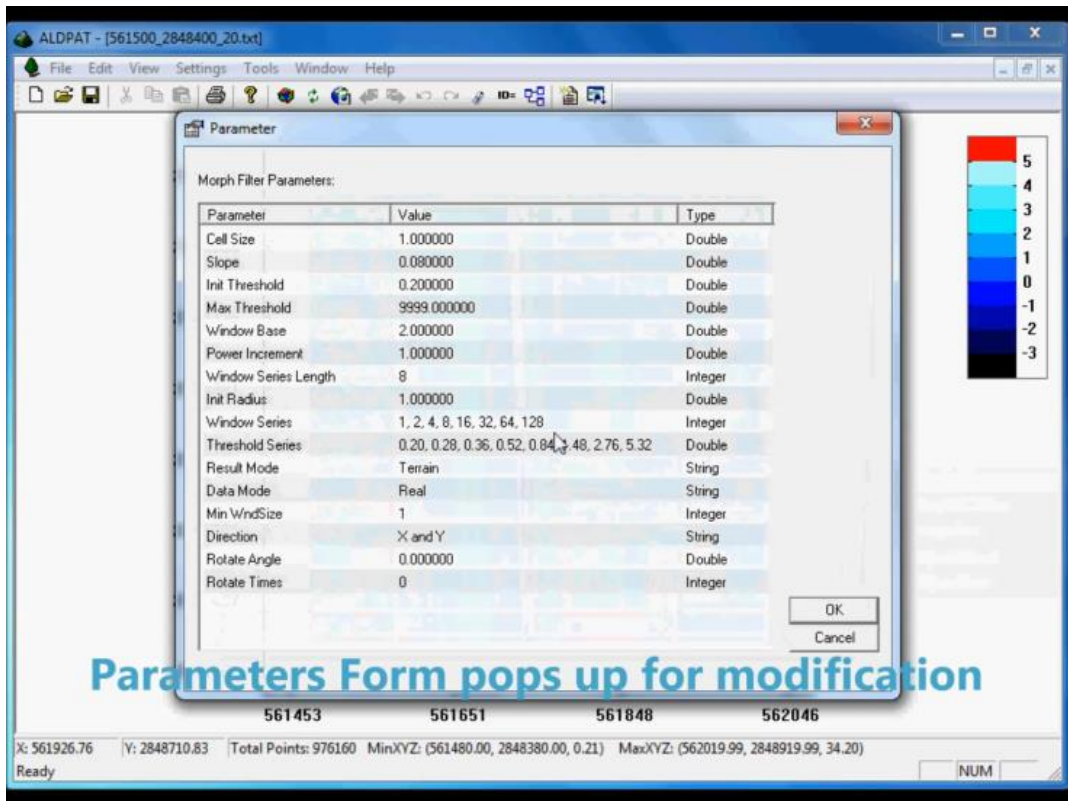 ALDPAT - [561500_2848400_20.txt]
File Edit View Settings Tools Window Help
ID=
Parameter
Morph Filter Parameters:
Parameter Value Type
Cell Size 1.000000 Double
Slope 0.080000 Double
Init Threshold 0.200000 Double
Max Threshold 9999.000000 Double
Window Base 2.000000 Double
Power Increment 1.000000 Double
Window Series Length 8 Integer
Init Radius 1.000000 Double
Window Series 1, 2, 4, 8, 16, 32, 64, 128 Integer
Threshold Series 0.20, 0.28, 0.36, 0.52, 0.84, 1.48, 2.76, 5.32 Double
Result Mode Terrain String
Data Mode Real String
Min WndSize 1 Integer
Direction X and Y String
Rotate Angle 0.000000 Double
Rotate Times 0 Integer
OK
Cancel
5
4
3
2
1
0
-1
-2
-3
Parameters Form pops up for modification
561453 561651 561848 562046
X: 561926.76 Y: 2848710.83 Total Points: 976160 MinXYZ: (561480.00, 2848380.00, 0.21) MaxXYZ: (562019.99, 2848919.99, 34.20)
Ready NUM